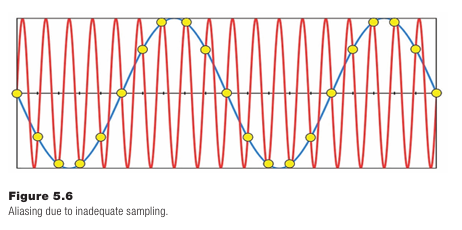 Figure 5.6
Aliasing due to inadequate sampling.